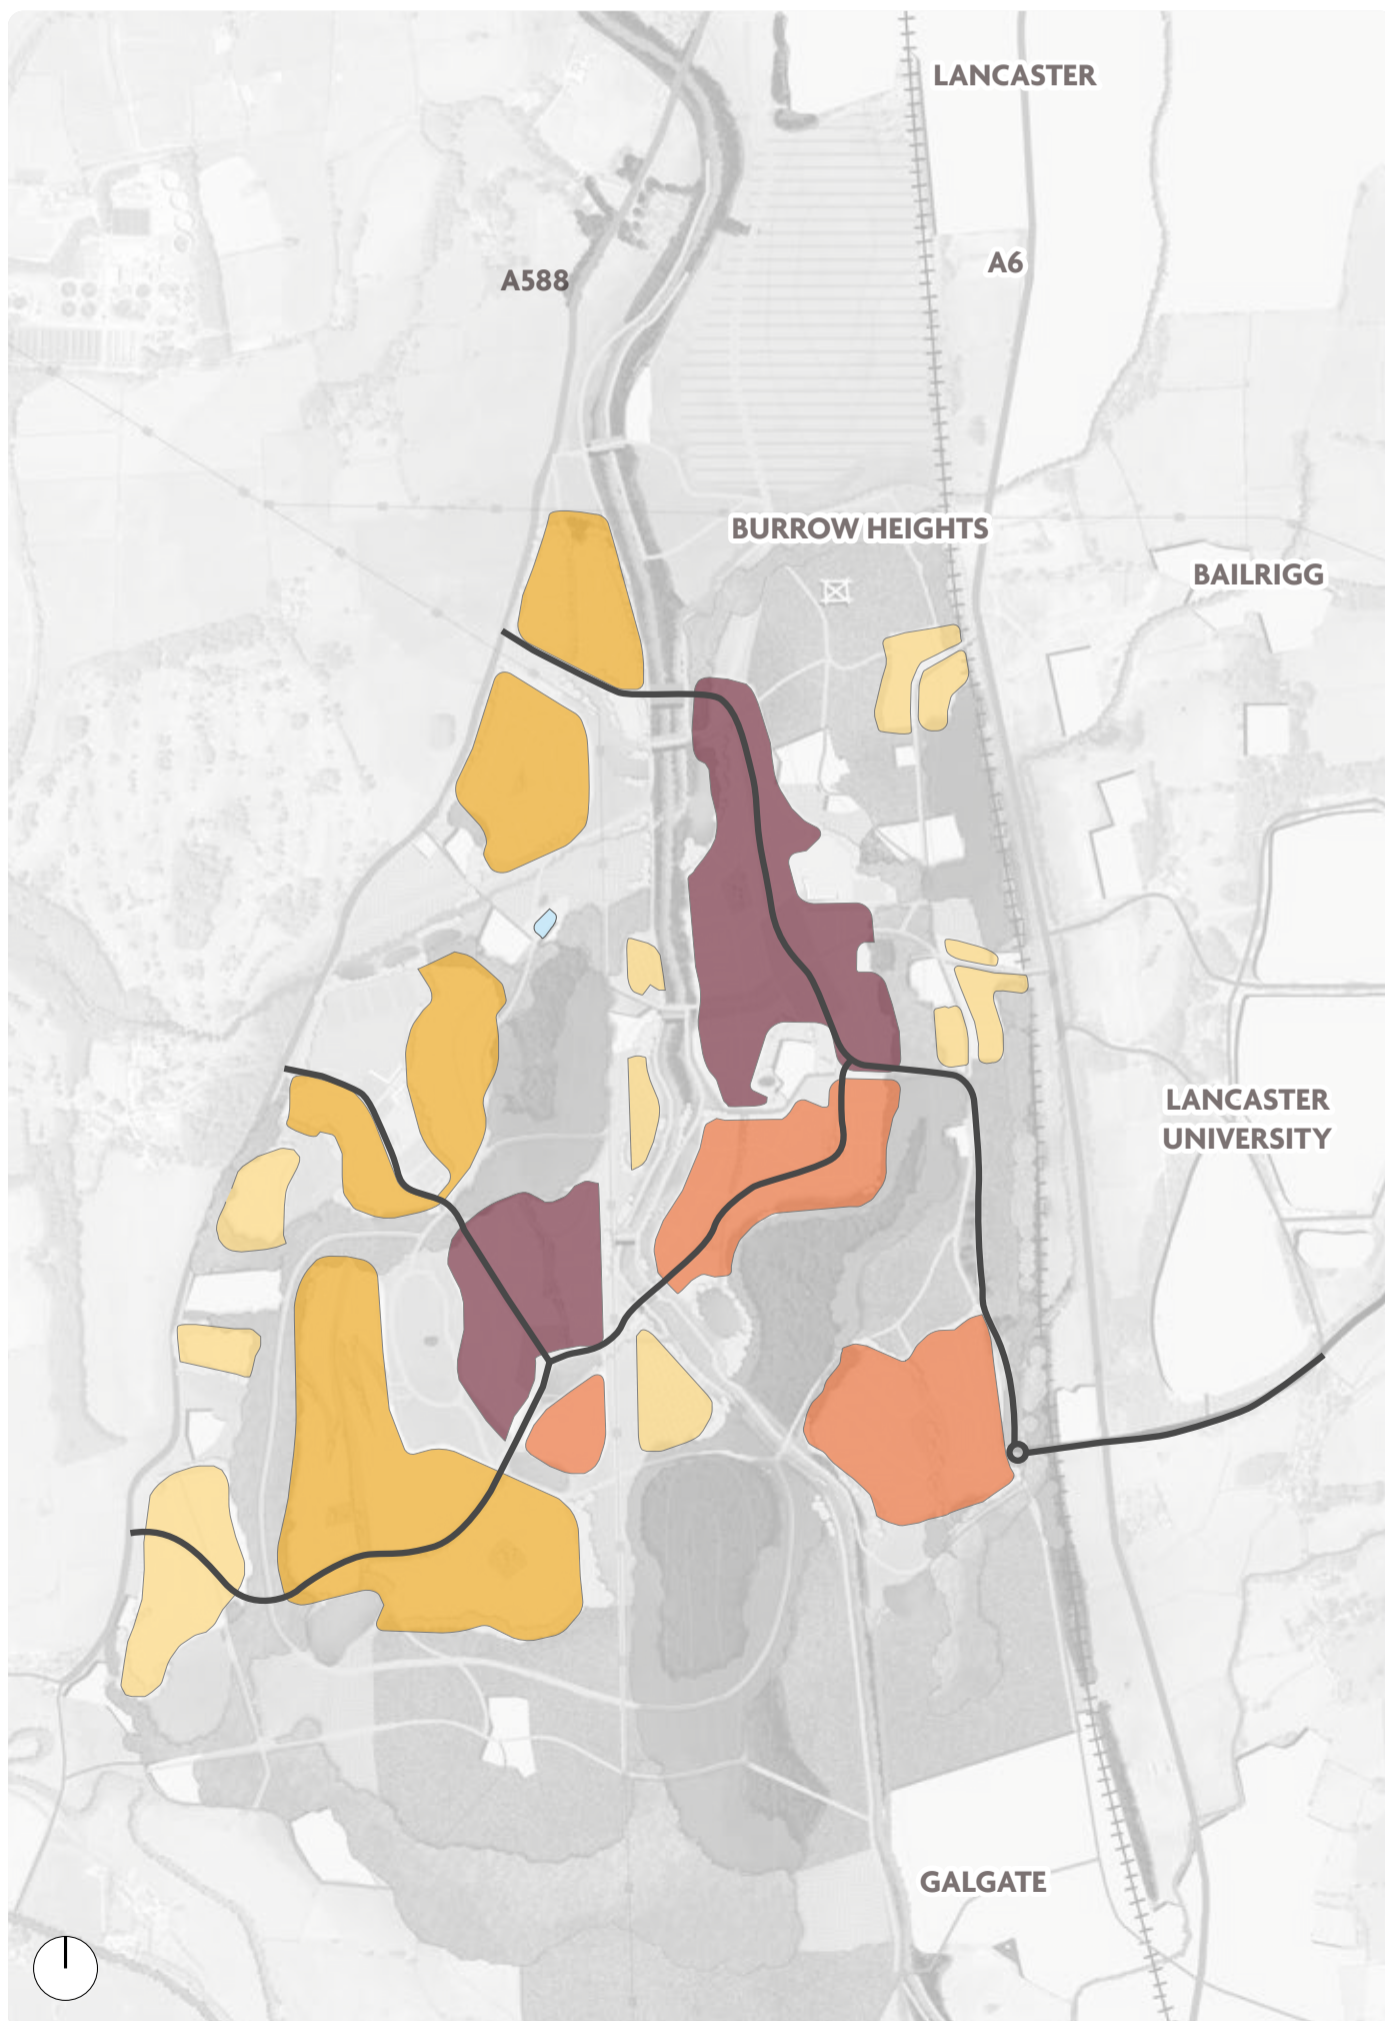 LANCASTER
A6
A588
BURROW HEIGHTS
BAILRIGG
LANCASTER
UNIVERSITY
GALGATE